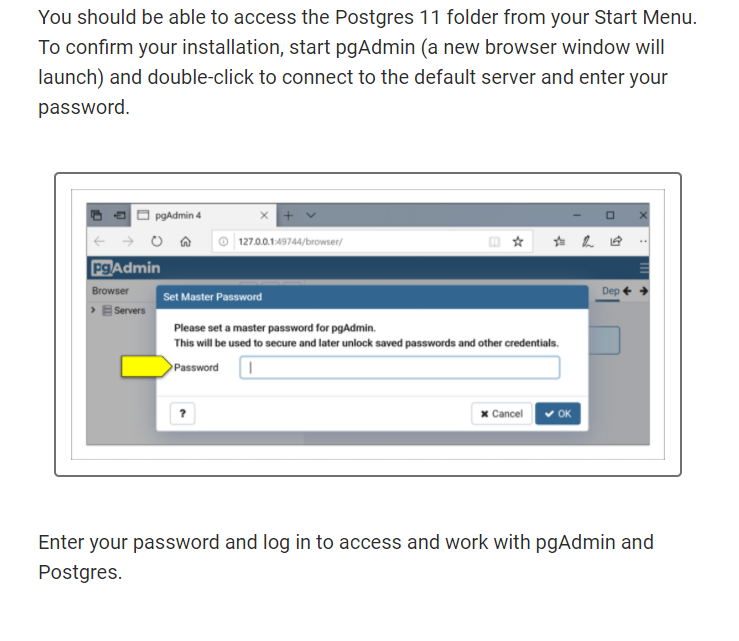 You should be able to access the Postgres 11 folder from your Start Menu.
To confirm your installation, start pgAdmin (a new browser window will
launch) and double-click to connect to the default server and enter your
password.
pgAdmin 4
127.0.0.1:49744/browser/
pgAdmin
Browser
Dep
Servers
Set Master Password
Please set a master password for pgAdmin.
This will be used to secure and later unlock saved passwords and other credentials.
Password
?
Cancel
OK
Enter your password and log in to access and work with pgAdmin and
Postgres.